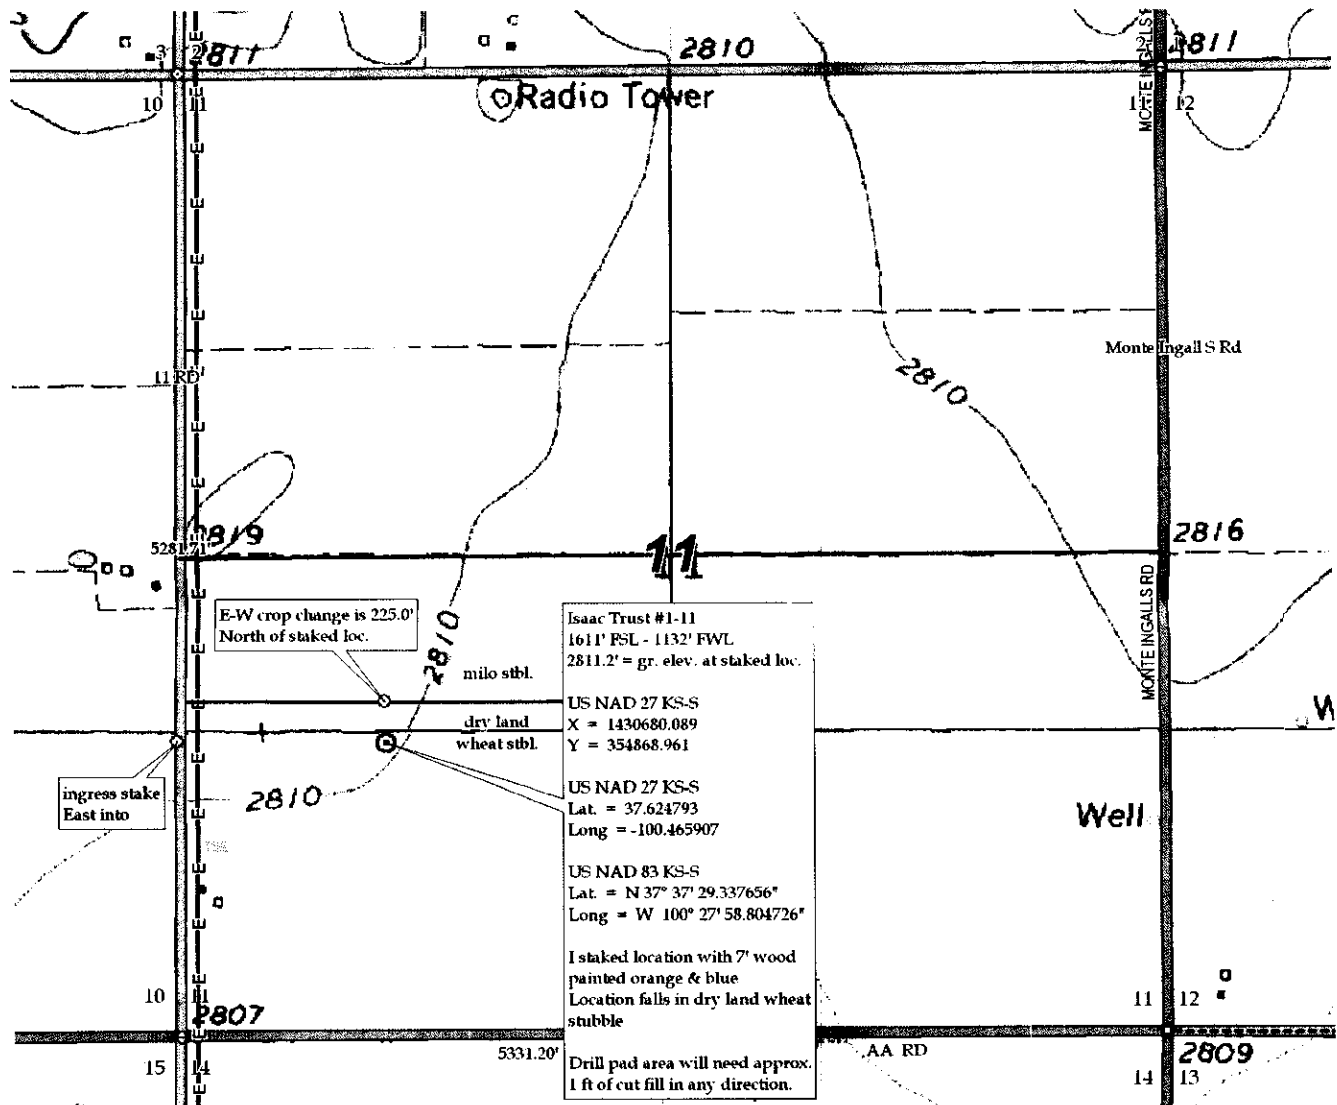 3 2
2811
2810
2 1
2811
10 11
Radio Tower
11 12
MONTE INGALLS
Monte Ingall S Rd
11 RD
2810
2819
5281.71'
11
2816
E-W crop change is 225.0'
North of staked loc.
2810
milo stbl.
dry land
wheat stbl.
MONTE INGALLS RD
W
ingress stake
East into
2810
Well
Isaac Trust #1-11
1611' FSL - 1132' FWL
2811.2' = gr. elev. at staked loc.
US NAD 27 KS-S
X = 1430680.089
Y = 354868.961
US NAD 27 KS-S
Lat. = 37.624793
Long = -100.465907
US NAD 83 KS-S
Lat. = N 37° 37' 29.337656"
Long = W 100° 27' 58.804726"
I staked location with 7' wood
painted orange & blue
Location falls in dry land wheat
stubble
Drill pad area will need approx.
1 ft of cut fill in any direction.
10 11
2807
11 12
5331.20'
AA RD
2809
15 14
14 13